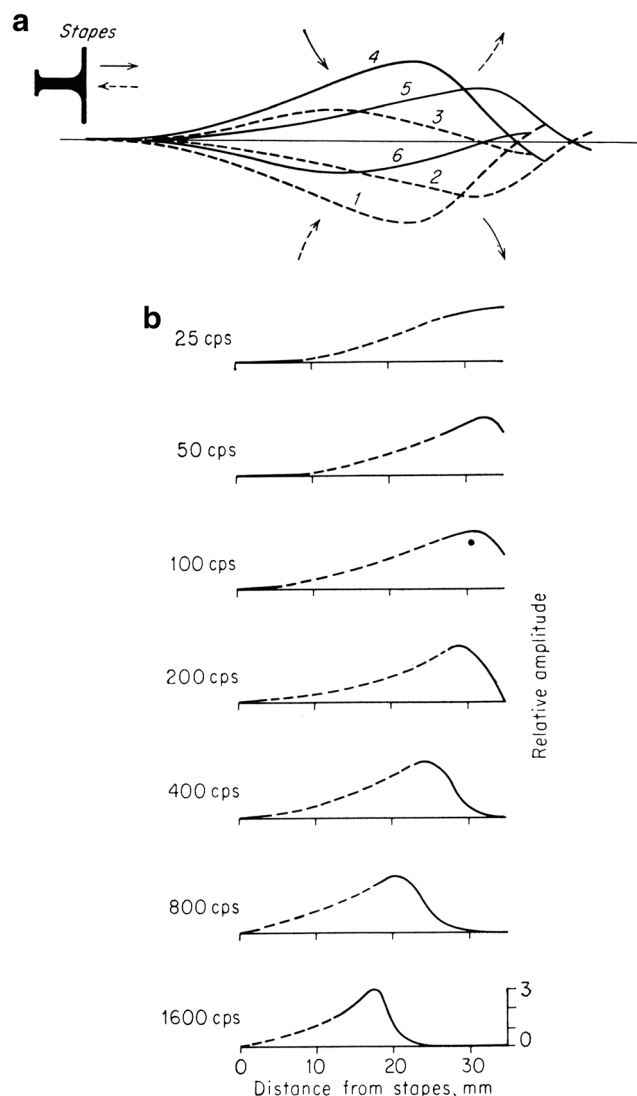 a
Stapes
4
5
3
6
2
1
b
25 cps
50 cps
100 cps
200 cps
Relative amplitude
400 cps
800 cps
1600 cps
3
0
0 10 20 30
Distance from stapes, mm